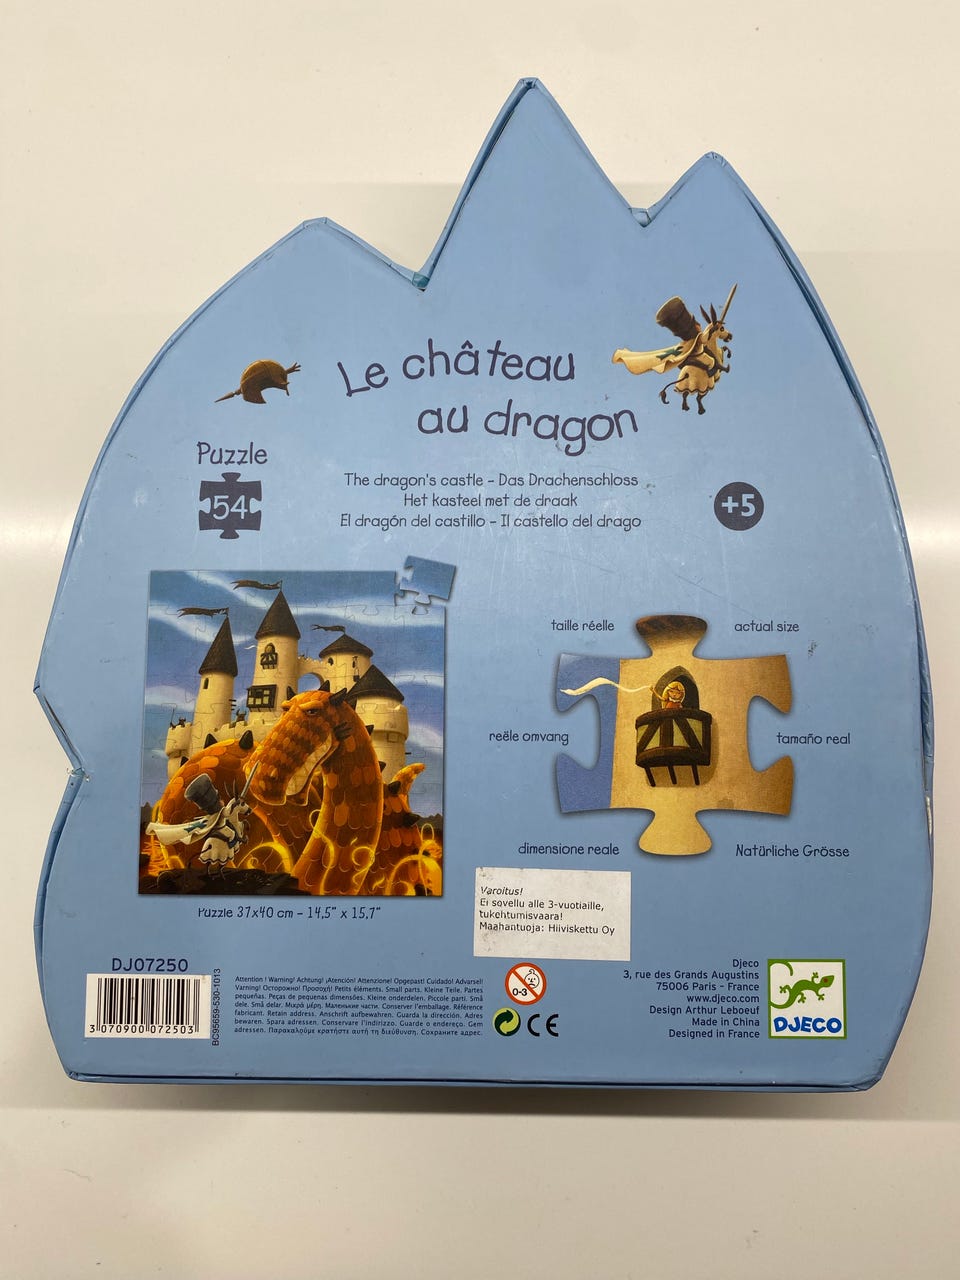 Le château
au dragon
Puzzle
54
The dragon's castle - Das Drachenschloss
Het kasteel met de draak
El dragón del castillo - Il castello del drago
+5
taille réelle
actual size
reële omvang
tamaño real
dimensione reale
Natürliche Grösse
Puzzle 37x40 cm - 14,5" x 15,7"
Varoitus!
Ei sovellu alle 3-vuotiaille,
tukehtumisvaara!
Maahantuoja: Hiiviskettu Oy
DJ07250
3 070900 072503
BC95659-530-1013
Attention ! Warning! Achtung! ¡Atención! Attenzione! Opgepast! Cuidado! Advarsel!
Varning! Осторожно! Προσοχή! Petits éléments. Small parts. Kleine Teile. Partes
pequeñas. Peças de pequenas dimensões. Kleine onderdelen. Piccole parti. Små
dele. Små delar. Μικρά μέρη. Маленькие части. Conserver l'emballage. Référence
fabricant. Retain address. Anschrift aufbewahren. Guarda la dirección. Adres
bewaren. Spara adressen. Conservare l'indirizzo. Guarde o endereço. Gem
adressen. Παρακαλούμε κρατήστε αυτή τη διεύθυνση. Сохраните адрес.
0-3
CE
Djeco
3, rue des Grands Augustins
75006 Paris - France
www.djeco.com
Design Arthur Leboeuf
Made in China
Designed in France
DJECO